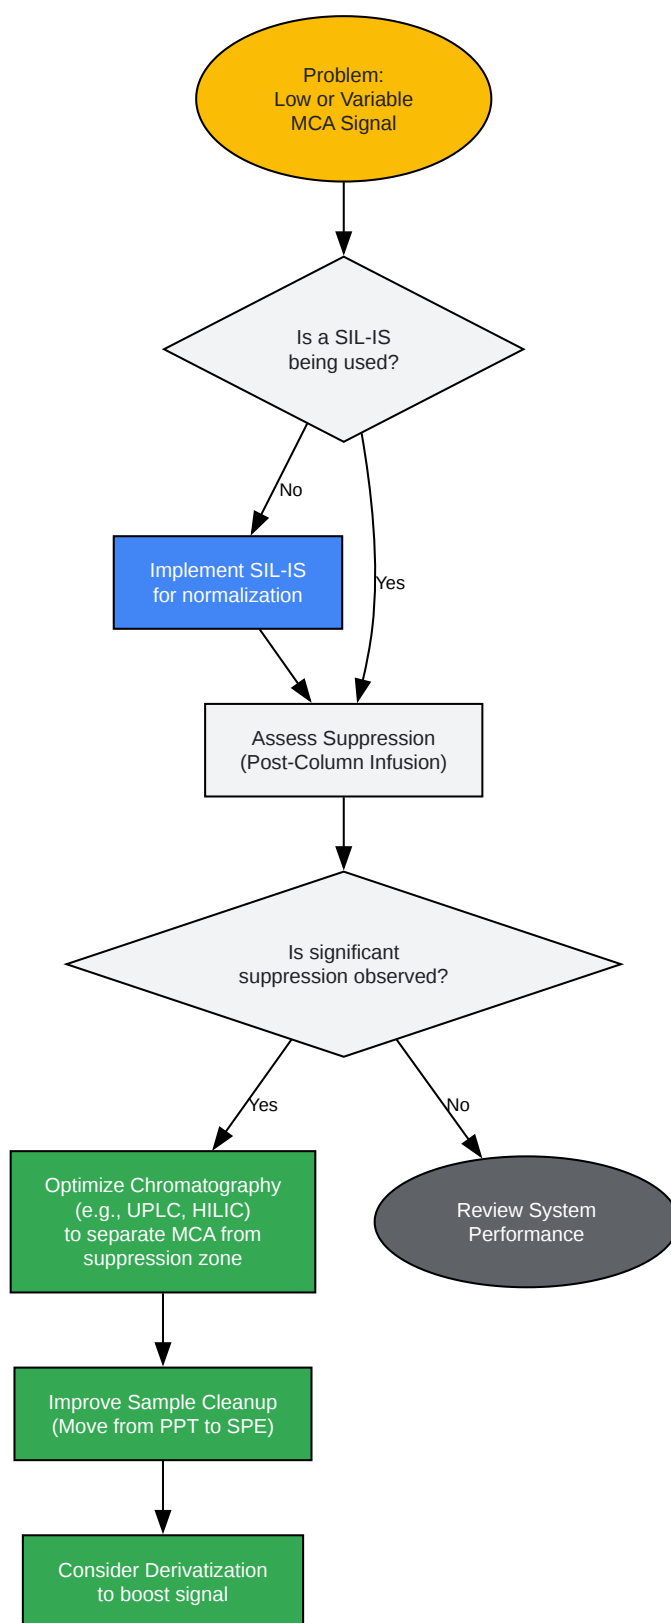 Problem:
Low or Variable
MCA Signal
Is a SIL-IS
being used?
No
Implement SIL-IS
for normalization
Yes
Assess Suppression
(Post-Column Infusion)
Is significant
suppression observed?
Yes
No
Optimize Chromatography
(e.g., UPLC, HILIC)
to separate MCA from
suppression zone
Review System
Performance
Improve Sample Cleanup
(Move from PPT to SPE)
Consider Derivatization
to boost signal